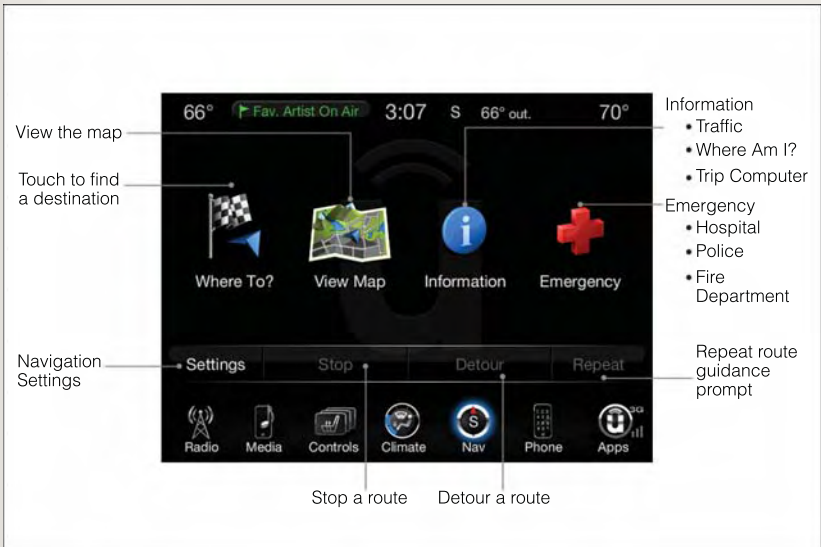 66° Fav. Artist On Air 3:07 S 66° out. 70°
View the map
Touch to find
a destination
Information
• Traffic
• Where Am I?
• Trip Computer
Emergency
• Hospital
• Police
• Fire
Department
i
Where To? View Map Information Emergency
Navigation
Settings
Settings Stop Detour Repeat
Repeat route
guidance
prompt
S
3G
Radio Media Controls Climate Nav Phone Apps
Stop a route Detour a route